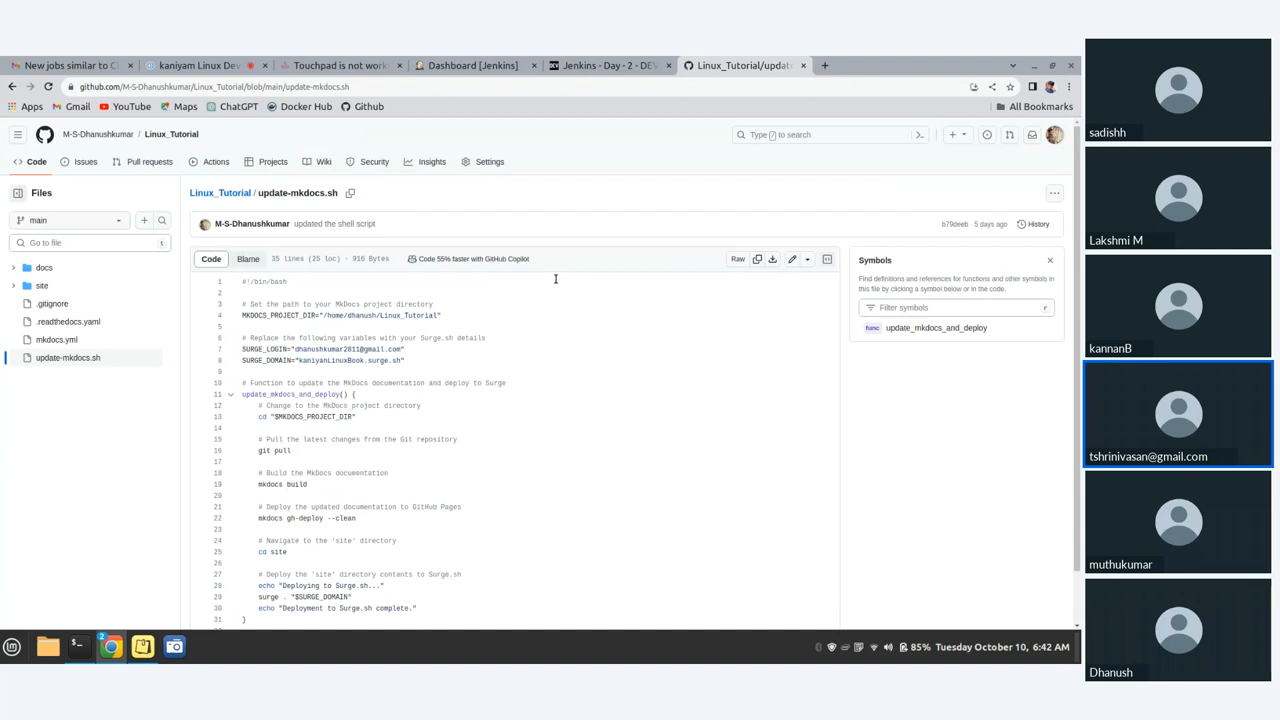 New jobs similar to C
kaniyam Linux Dev
Touchpad is not work
Dashboard [Jenkins]
Jenkins - Day - 2 - DEV
Linux_Tutorial/update
github.com/M-S-Dhanushkumar/Linux_Tutorial/blob/main/update-mkdocs.sh
Apps
Gmail
YouTube
Maps
ChatGPT
Docker Hub
Github
All Bookmarks
M-S-Dhanushkumar / Linux_Tutorial
Type / to search
Code
Issues
Pull requests
Actions
Projects
Wiki
Security
Insights
Settings
Files
main
Go to file
t
docs
site
.gitignore
.readthedocs.yaml
mkdocs.yml
update-mkdocs.sh
Linux_Tutorial / update-mkdocs.sh
M-S-Dhanushkumar updated the shell script
b79deeb · 5 days ago
History
Code
Blame
35 lines (25 loc) · 916 Bytes
Code 55% faster with GitHub Copilot
Raw
1 #!/bin/bash
2
3 # Set the path to your MkDocs project directory
4 MKDOCS_PROJECT_DIR="/home/dhanush/Linux_Tutorial"
5
6 # Replace the following variables with your Surge.sh details
7 SURGE_LOGIN="dhanushkumar2811@gmail.com"
8 SURGE_DOMAIN="kaniyanLinuxBook.surge.sh"
9
10 # Function to update the MkDocs documentation and deploy to Surge
11 update_mkdocs_and_deploy() {
12 # Change to the MkDocs project directory
13 cd "$MKDOCS_PROJECT_DIR"
14
15 # Pull the latest changes from the Git repository
16 git pull
17
18 # Build the MkDocs documentation
19 mkdocs build
20
21 # Deploy the updated documentation to GitHub Pages
22 mkdocs gh-deploy --clean
23
24 # Navigate to the 'site' directory
25 cd site
26
27 # Deploy the 'site' directory contents to Surge.sh
28 echo "Deploying to Surge.sh..."
29 surge . "$SURGE_DOMAIN"
30 echo "Deployment to Surge.sh complete."
31 }
Symbols
Find definitions and references for functions and other symbols in
this file by clicking a symbol below or in the code.
Filter symbols
r
func update_mkdocs_and_deploy
2
85% Tuesday October 10, 6:42 AM
sadishh
Lakshmi M
kannanB
tshrinivasan@gmail.com
muthukumar
Dhanush